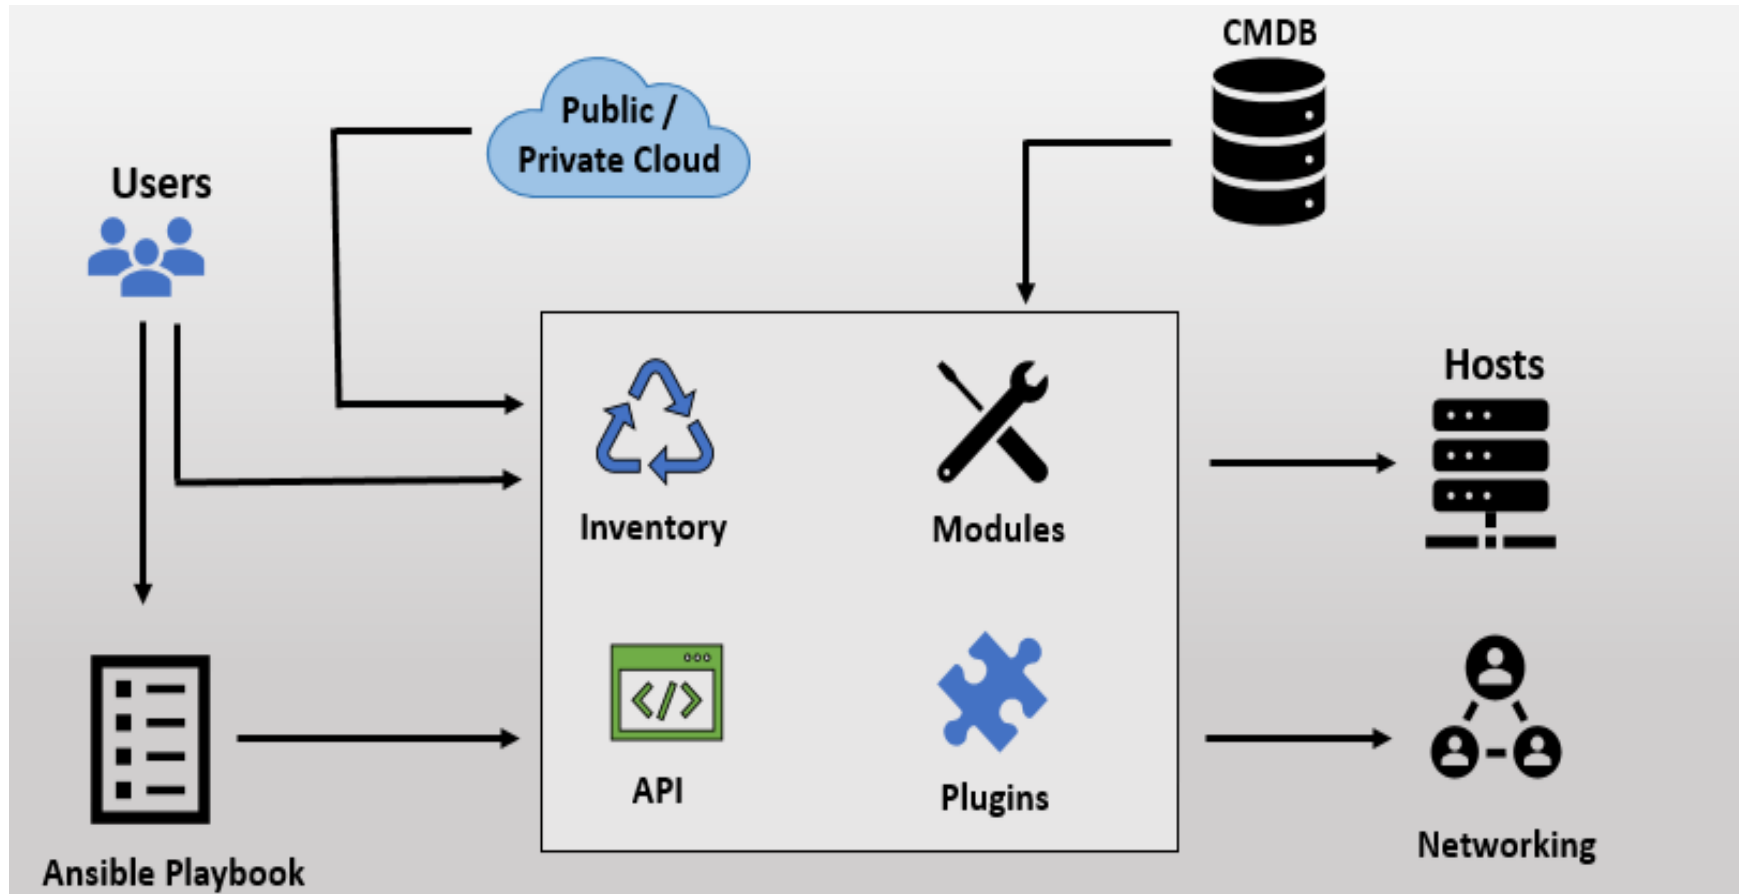 CMDB
Public /
Private Cloud
Users
Hosts
Inventory
Modules
API
Plugins
Networking
Ansible Playbook